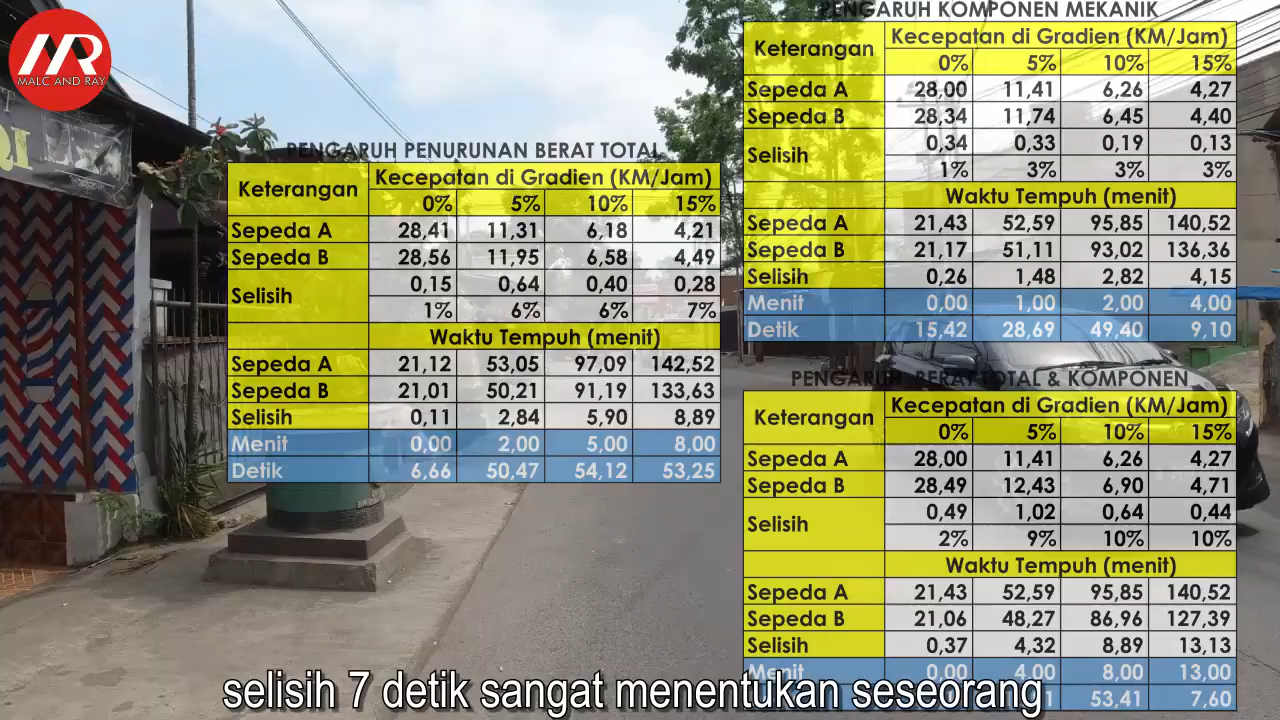 MR
MALC AND RAY
PENGARUH PENURUNAN BERAT TOTAL
Keterangan Kecepatan di Gradien (KM/Jam)
0% 5% 10% 15%
Sepeda A 28,41 11,31 6,18 4,21
Sepeda B 28,56 11,95 6,58 4,49
Selisih 0,15 0,64 0,40 0,28
1% 6% 6% 7%
Waktu Tempuh (menit)
Sepeda A 21,12 53,05 97,09 142,52
Sepeda B 21,01 50,21 91,19 133,63
Selisih 0,11 2,84 5,90 8,89
Menit 0,00 2,00 5,00 8,00
Detik 6,66 50,47 54,12 53,25
PENGARUH KOMPONEN MEKANIK
Keterangan Kecepatan di Gradien (KM/Jam)
0% 5% 10% 15%
Sepeda A 28,00 11,41 6,26 4,27
Sepeda B 28,34 11,74 6,45 4,40
Selisih 0,34 0,33 0,19 0,13
1% 3% 3% 3%
Waktu Tempuh (menit)
Sepeda A 21,43 52,59 95,85 140,52
Sepeda B 21,17 51,11 93,02 136,36
Selisih 0,26 1,48 2,82 4,15
Menit 0,00 1,00 2,00 4,00
Detik 15,42 28,69 49,40 9,10
PENGARUH BERAT TOTAL & KOMPONEN
Keterangan Kecepatan di Gradien (KM/Jam)
0% 5% 10% 15%
Sepeda A 28,00 11,41 6,26 4,27
Sepeda B 28,49 12,43 6,90 4,71
Selisih 0,49 1,02 0,64 0,44
2% 9% 10% 10%
Waktu Tempuh (menit)
Sepeda A 21,43 52,59 95,85 140,52
Sepeda B 21,06 48,27 86,96 127,39
Selisih 0,37 4,32 8,89 13,13
Menit 0,00 4,00 8,00 13,00
53,41 7,60
selisih 7 detik sangat menentukan seseorang